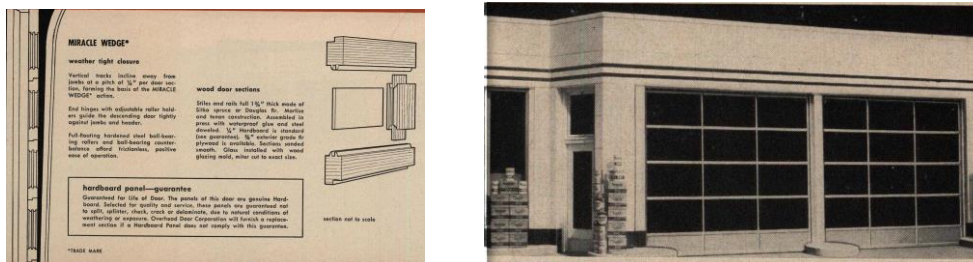 MIRACLE WEDGE*
weather tight closure
Vertical tracks incline away from
jambs at a pitch of ¼" per door sec-
tion, forming the basis of the MIRACLE
WEDGE* action.
End hinges with adjustable roller hold-
ers guide the descending door tightly
against jambs and header.
Full-floating hardened steel ball-bear-
ing rollers and ball-bearing counter-
balance afford frictionless, positive
ease of operation.
wood door sections
Stiles and rails full 1⅜" thick made of
Sitka spruce or Douglas fir. Mortise
and tenon construction. Assembled in
press with waterproof glue and steel
doweled. ¼" Hardboard is standard
(see guarantee). ⅜" exterior grade fir
plywood is available. Sections sanded
smooth. Glass installed with wood
glazing mold, miter cut to exact size.
hardboard panel—guarantee
Guaranteed for Life of Door. The panels of this door are genuine Hard-
board. Selected for quality and service, these panels are guaranteed not
to split, splinter, check, crack or delaminate, due to natural conditions of
weathering or exposure. Overhead Door Corporation will furnish a replace-
ment section if a Hardboard Panel does not comply with this guarantee.
section not to scale
*TRADE MARK